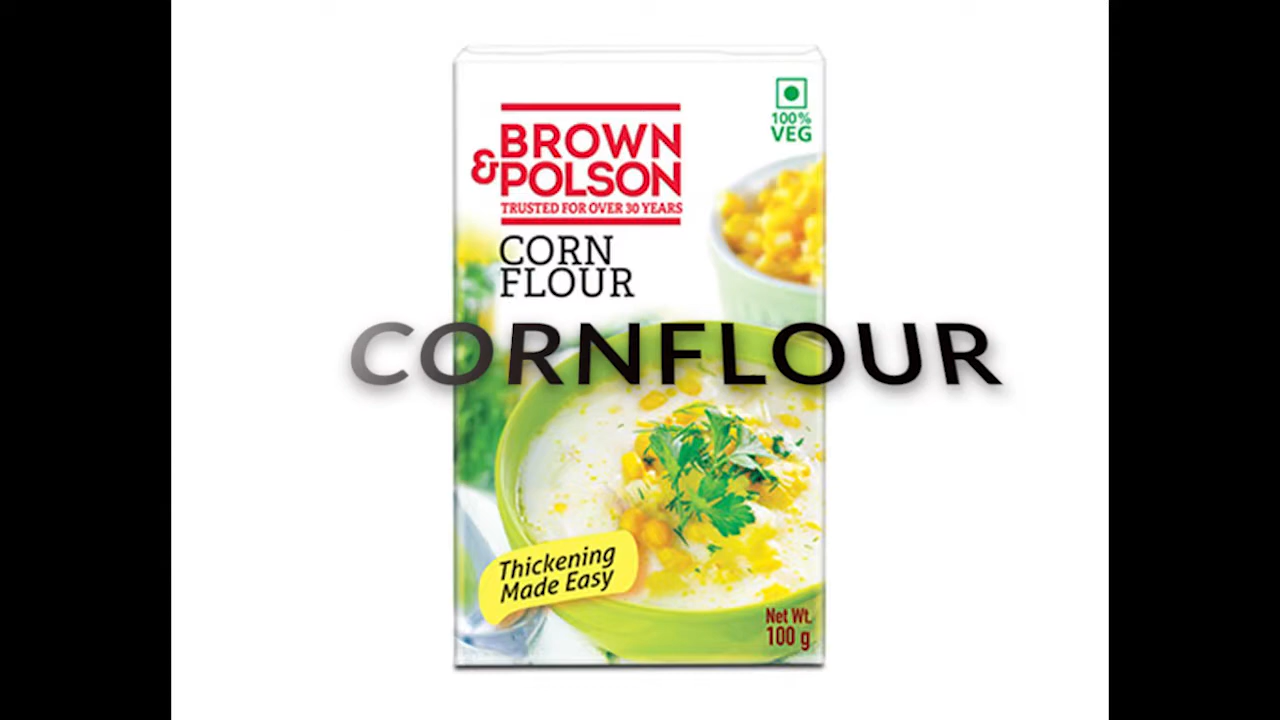 100%
VEG
BROWN
& POLSON
TRUSTED FOR OVER 30 YEARS
CORN
FLOUR
CORNFLOUR
Thickening
Made Easy
Net Wt.
100 g